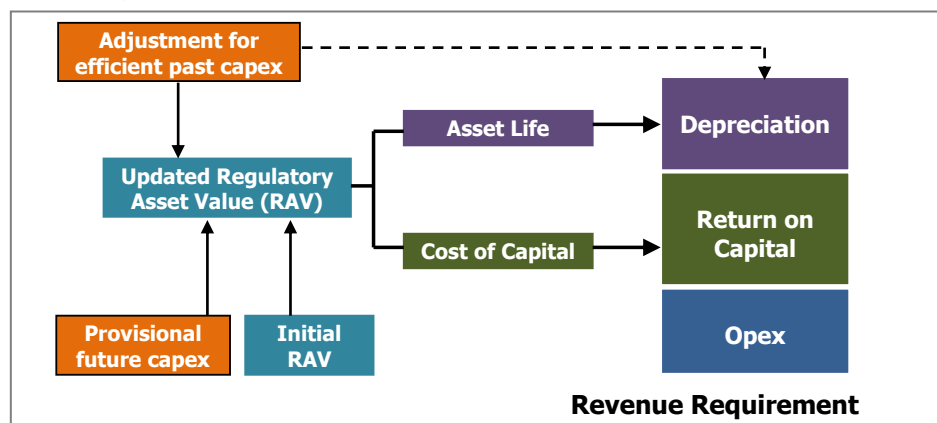 Adjustment for
efficient past capex
Asset Life
Depreciation
Updated Regulatory
Asset Value (RAV)
Cost of Capital
Return on
Capital
Provisional
future capex
Initial
RAV
Opex
Revenue Requirement